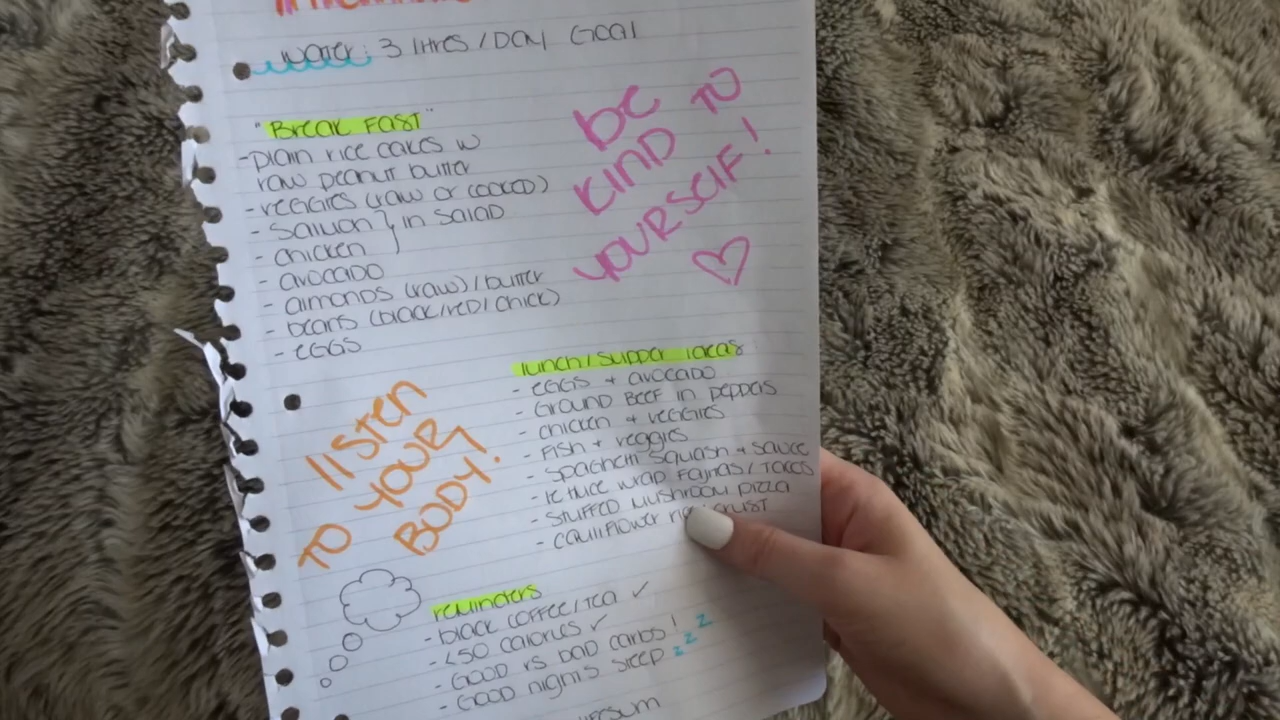 WATER: 3 litres / DAY GOAL
"Break Fast"
- plain rice cakes w
raw peanut butter
- veggies (raw or cooked)
- salmon } in salad
- chicken
- avocado
- almonds (raw) / butter
- beans (black/red/chick)
- EGGS
BE
KIND TO
YOURSELF!
lunch/supper ideas
- EGGS + avocado
- GROUND BEEF in peppers
- chicken + veggies
- FISH + veggies
- spaghetti squash + sauce
- lettuce wrap Fajitas / Tacos
- STUFFED MUSHROOM pizza
- cauliflower crust
listen
TO YOUR
BODY!
reminders
- black coffee/tea ✓
- <50 calories ✓
- GOOD vs bad carbs!
- GOOD nights sleep z z z